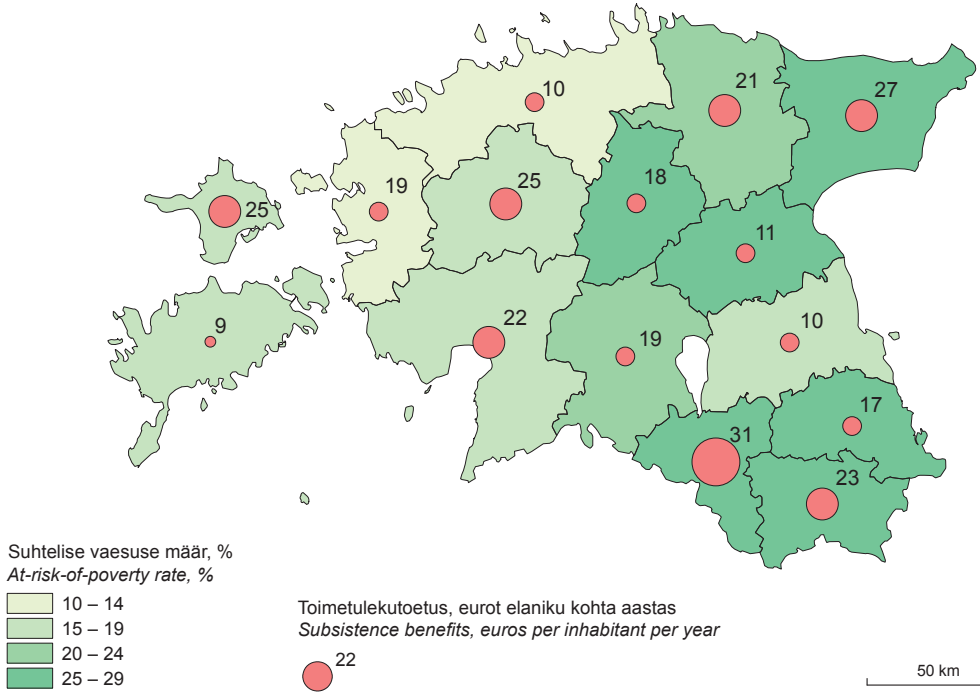 10
21
27
19
25
18
25
11
9
22
19
10
31
17
23
Suhtelise vaesuse määr, %
At-risk-of-poverty rate, %
10 – 14
15 – 19
20 – 24
25 – 29
Toimetulekutoetus, eurot elaniku kohta aastas
Subsistence benefits, euros per inhabitant per year
22
50 km